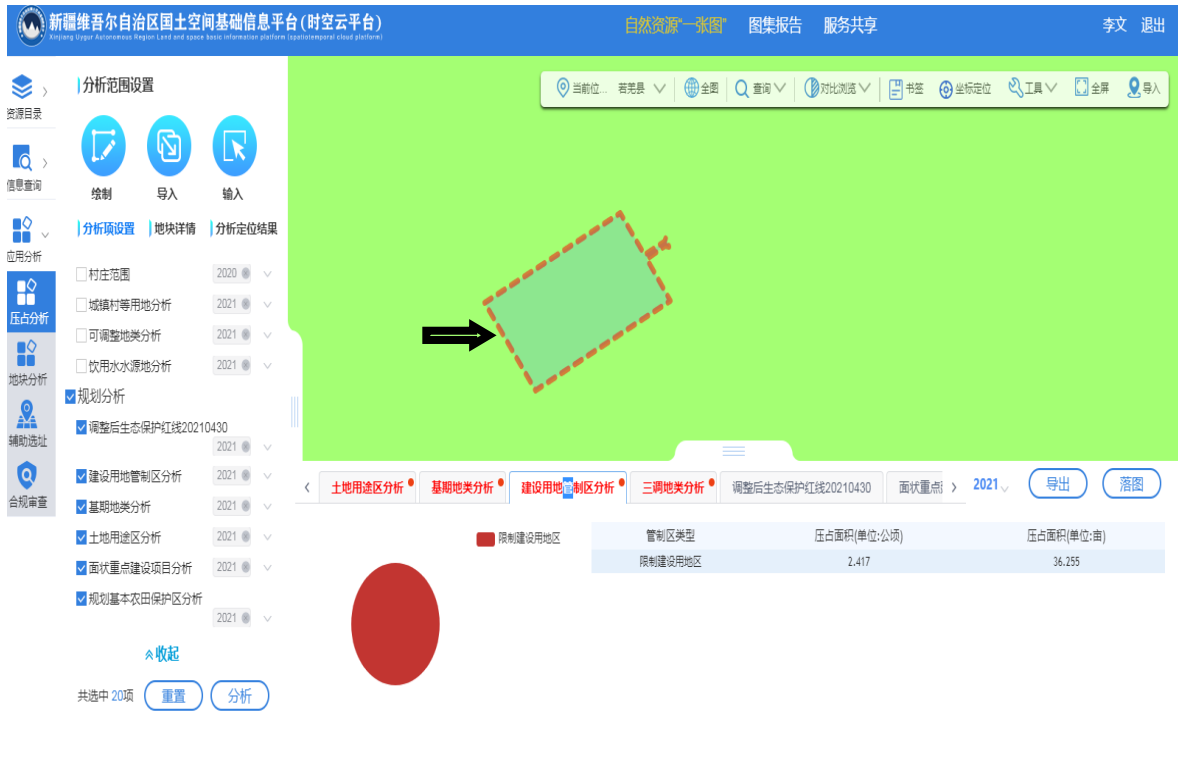 新疆维吾尔自治区国土空间基础信息平台(时空云平台)
Xinjiang Uygur Autonomous Region Land and space basic information platform (spatiotemporal cloud platform)
自然资源“一张图” 图集报告 服务共享
李文 退出
资源目录
信息查询
应用分析
压占分析
地块分析
辅助选址
合规审查
分析范围设置
绘制 导入 输入
分析项设置 地块详情 分析定位结果
村庄范围 2020
城镇村等用地分析 2021
可调整地类分析 2021
饮用水水源地分析 2021
规划分析
调整后生态保护红线20210430
2021
建设用地管制区分析 2021
基期地类分析 2021
土地用途区分析 2021
面状重点建设项目分析 2021
规划基本农田保护区分析
2021
收起
共选中 20项 重置 分析
当前位... 若羌县 全图 查询 对比浏览 书签 坐标定位 工具 全屏 导入
土地用途区分析 基期地类分析 建设用地管制区分析 三调地类分析 调整后生态保护红线20210430 面状重点 2021 导出 落图
限制建设用地区
管制区类型 压占面积(单位:公顷) 压占面积(单位:亩)
限制建设用地区 2.417 36.255